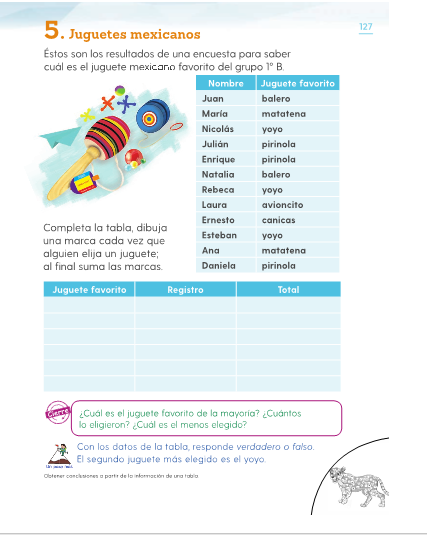 5. Juguetes mexicanos
127
Éstos son los resultados de una encuesta para saber
cuál es el juguete mexicano favorito del grupo 1° B.
Nombre Juguete favorito
Juan balero
María matatena
Nicolás yoyo
Julián pirinola
Enrique pirinola
Natalia balero
Rebeca yoyo
Laura avioncito
Ernesto canicas
Esteban yoyo
Ana matatena
Daniela pirinola
Completa la tabla, dibuja
una marca cada vez que
alguien elija un juguete;
al final suma las marcas.
Juguete favorito Registro Total
Cierre
¿Cuál es el juguete favorito de la mayoría? ¿Cuántos
lo eligieron? ¿Cuál es el menos elegido?
Un paso más
Con los datos de la tabla, responde verdadero o falso.
El segundo juguete más elegido es el yoyo.
Obtener conclesiones a partir de la información de una tabla.